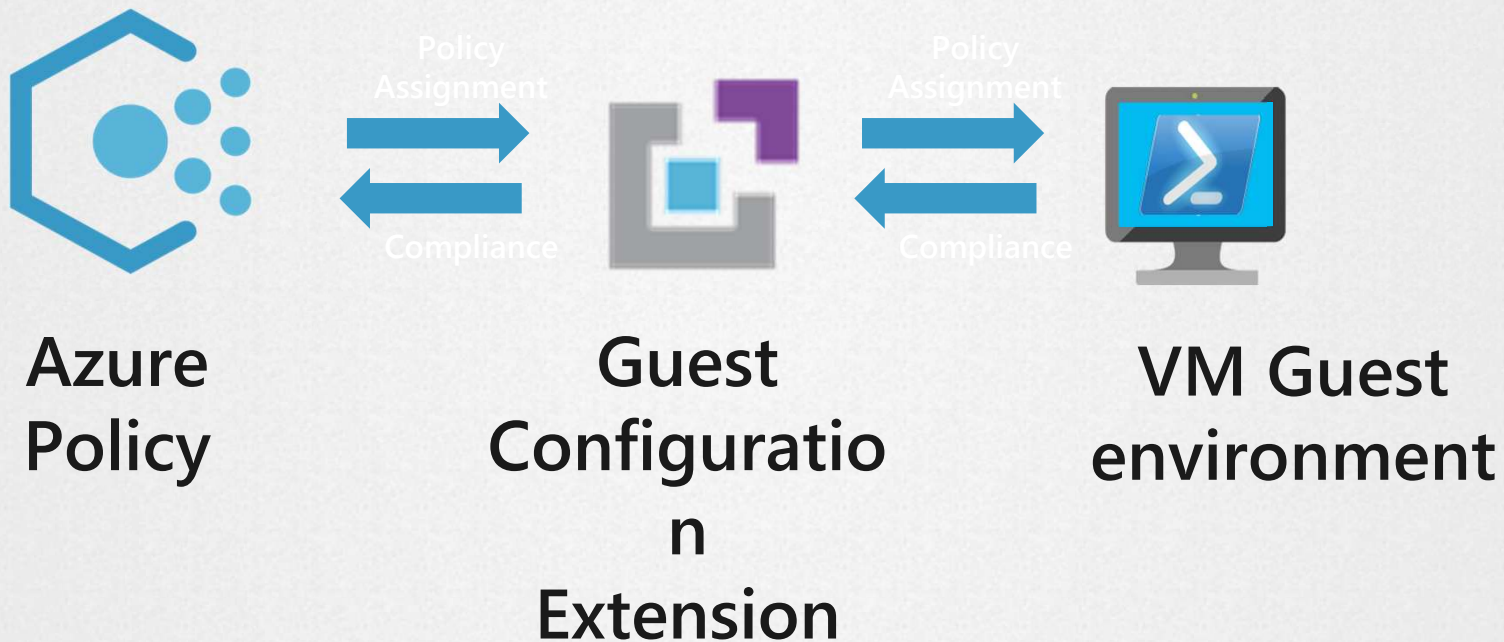 Policy
Assignment
Policy
Assignment
Compliance
Compliance
Azure
Policy
Guest
Configuratio
n
Extension
VM Guest
environment